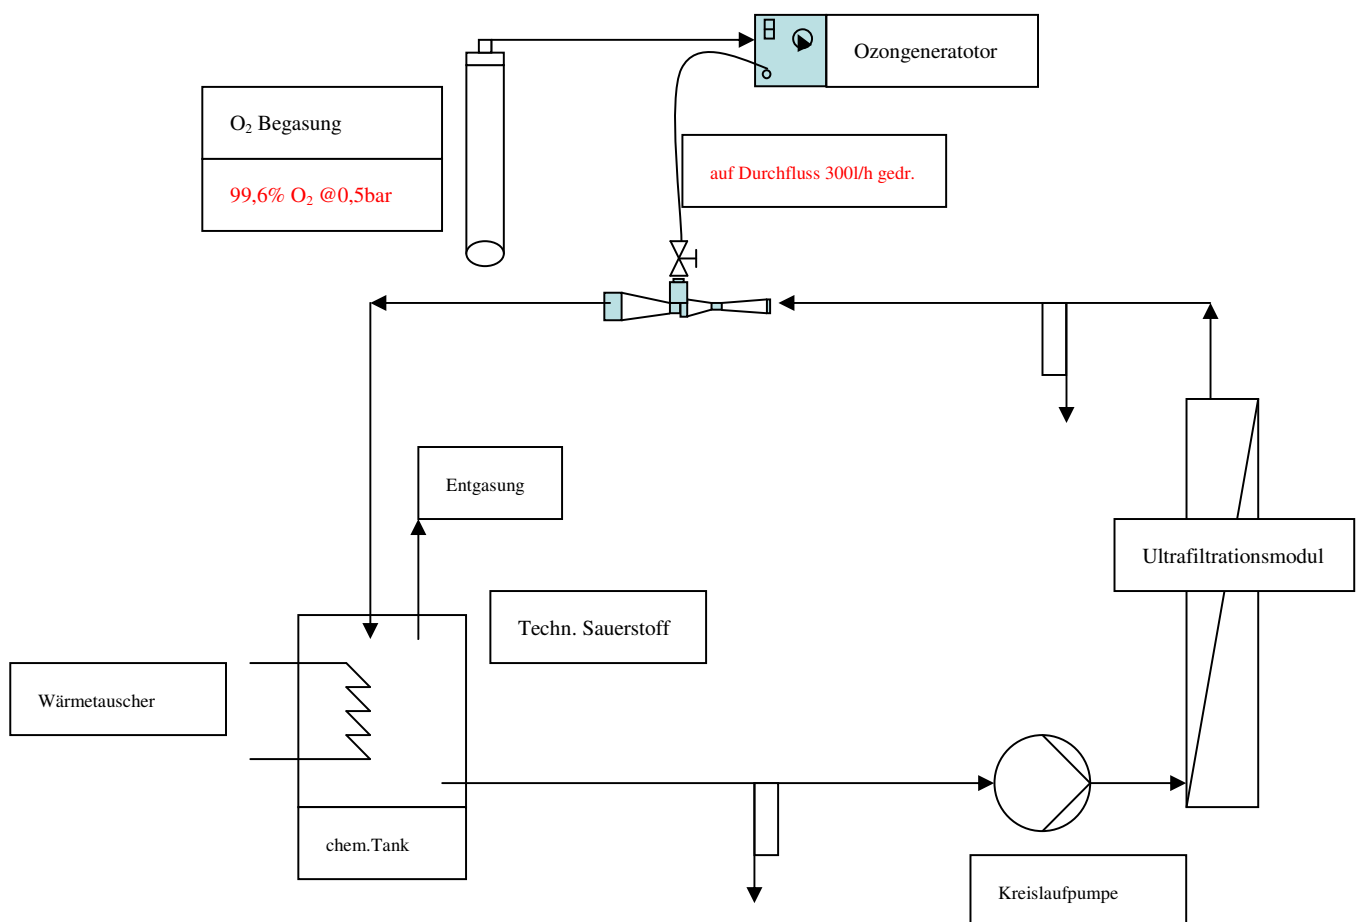 Ozongeneratotor
O₂ Begasung
99,6% O₂ @0,5bar
auf Durchfluss 300l/h gedr.
Entgasung
Ultrafiltrationsmodul
Techn. Sauerstoff
Wärmetauscher
chem.Tank
Kreislaufpumpe